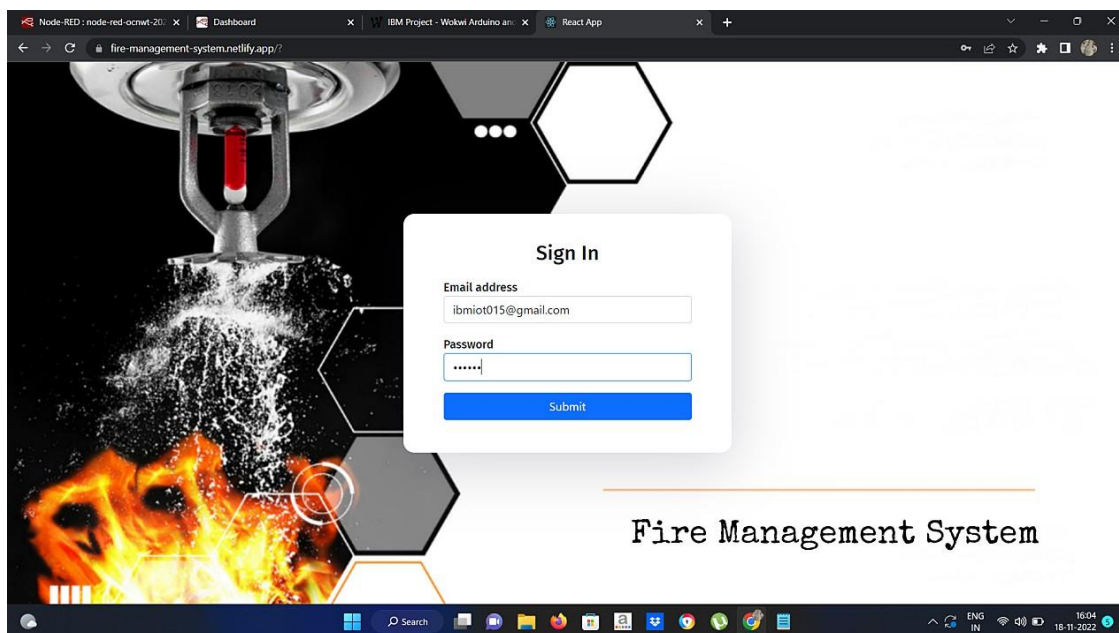 Node-RED : node-red-ocnwt-202
Dashboard
IBM Project - Wokwi Arduino and
React App
fire-management-system.netlify.app/?
Sign In
Email address
ibmiot015@gmail.com
Password
••••••
Submit
Fire Management System
Search
ENG
IN
16:04
18-11-2022
5